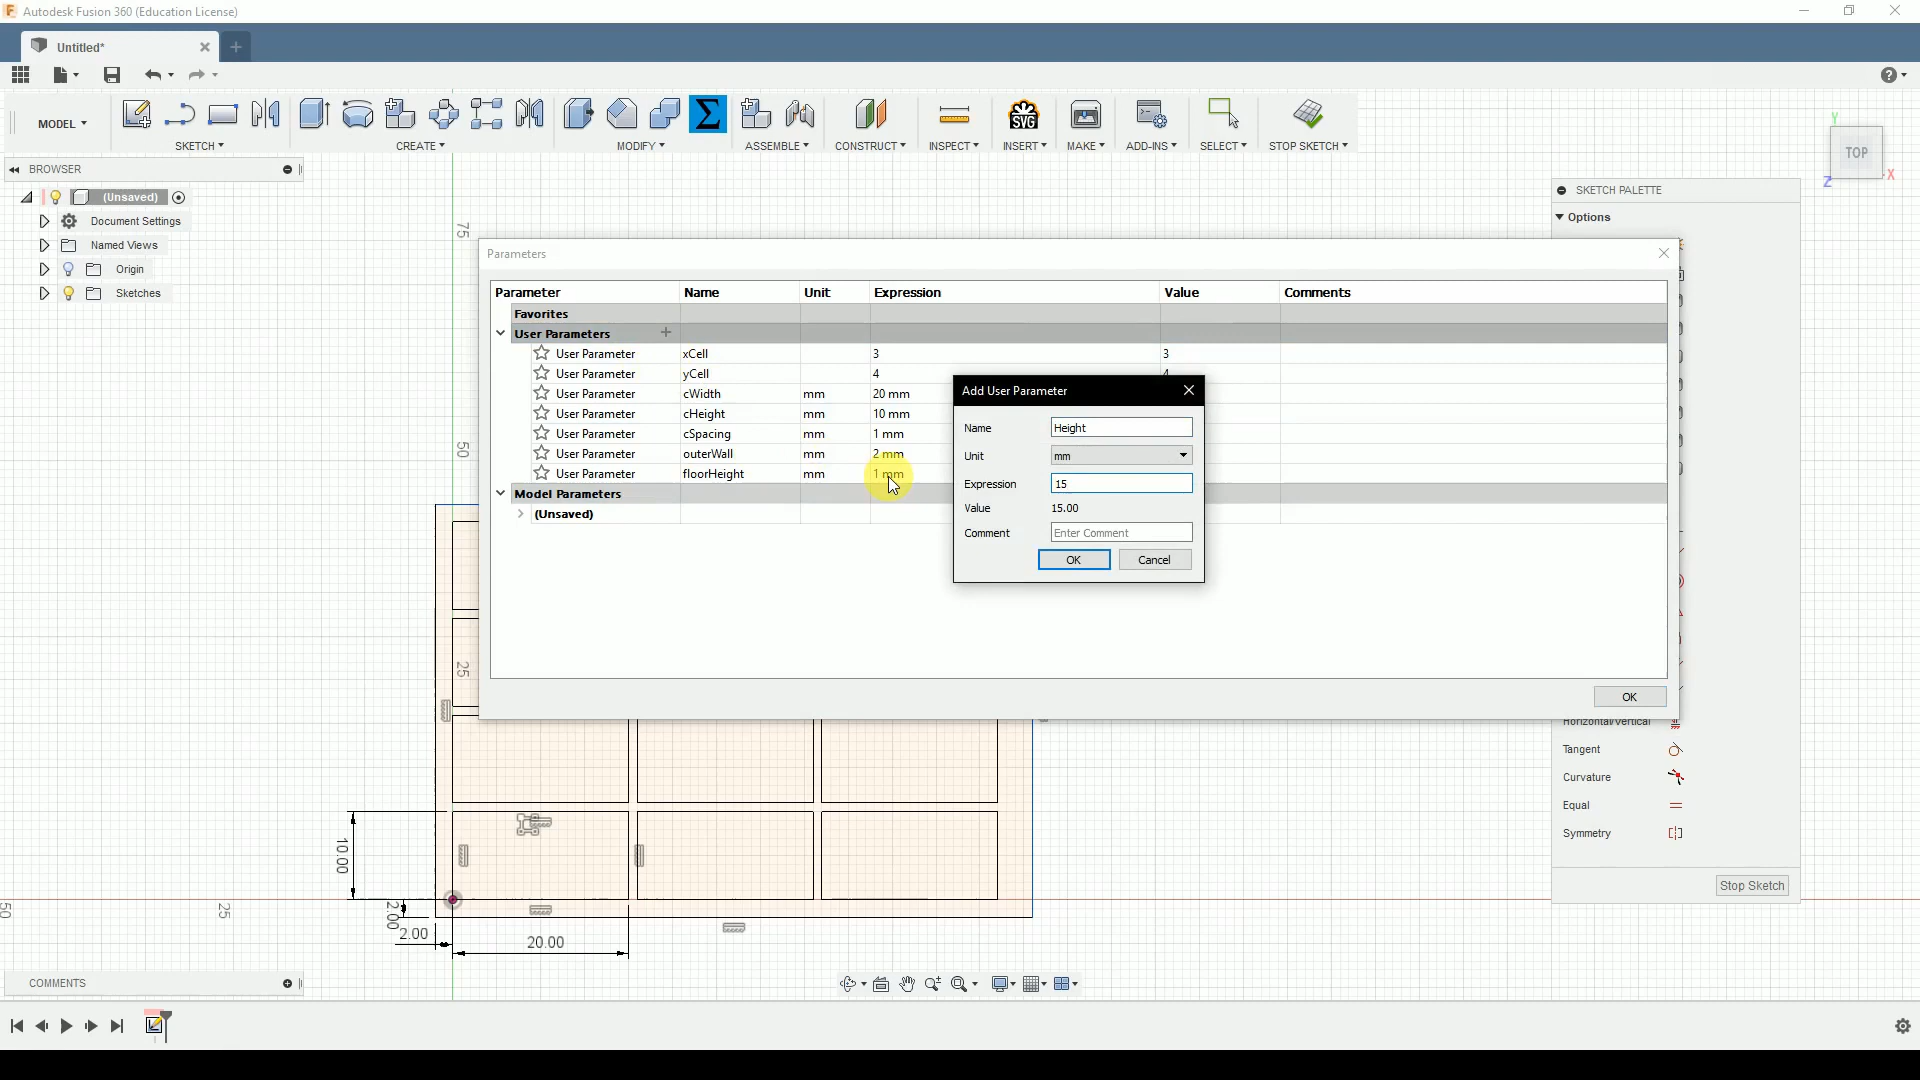 Autodesk Fusion 360 (Education License)
Untitled*
MODEL
SKETCH
CREATE
MODIFY
ASSEMBLE
CONSTRUCT
INSPECT
SVG
INSERT
MAKE
ADD-INS
SELECT
STOP SKETCH
BROWSER
(Unsaved)
Document Settings
Named Views
Origin
Sketches
TOP
Y
X
Z
SKETCH PALETTE
Options
Parameters
Parameter Name Unit Expression Value Comments
Favorites
User Parameters
User Parameter xCell 3 3
User Parameter yCell 4 4
User Parameter cWidth mm 20 mm
User Parameter cHeight mm 10 mm
User Parameter cSpacing mm 1 mm
User Parameter outerWall mm 2 mm
User Parameter floorHeight mm 1 mm
Model Parameters
(Unsaved)
Add User Parameter
Name Height
Unit mm
Expression 15
Value 15.00
Comment Enter Comment
OK Cancel
OK
Horizontal/Vertical
Tangent
Curvature
Equal
Symmetry
Stop Sketch
75
50
25
50
25
10.00
2.00
2.00
20.00
COMMENTS